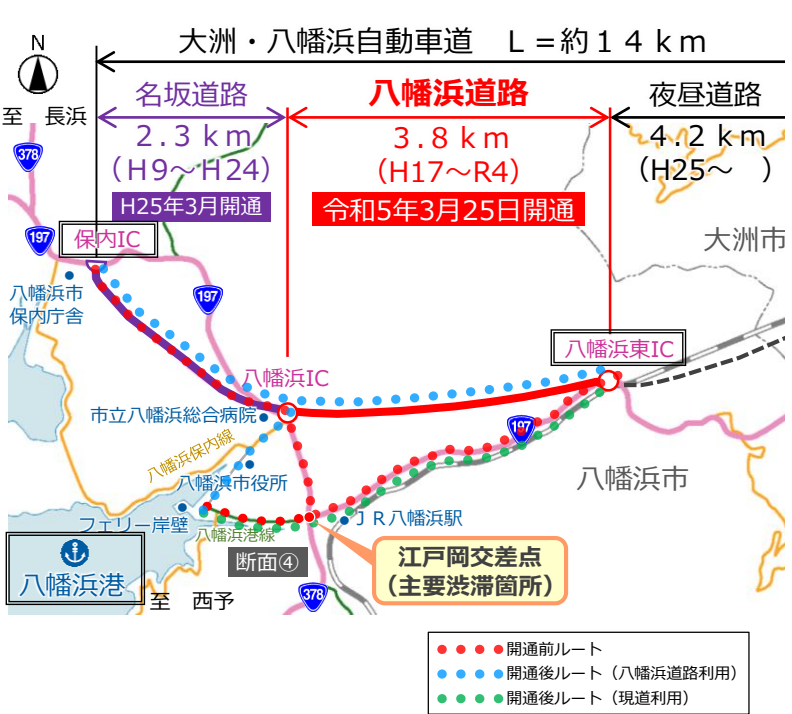 大洲・八幡浜自動車道　Ｌ＝約１４ｋｍ
N
名坂道路
八幡浜道路
夜昼道路
至　長浜
2.3ｋｍ
3.8ｋｍ
4.2ｋｍ
(H9～H24)
(H17～R4)
(H25～　)
378
H25年3月開通
令和5年3月25日開通
197
保内IC
大洲市
八幡浜市
保内庁舎
197
八幡浜東IC
八幡浜IC
市立八幡浜総合病院
197
八幡浜保内線
八幡浜市役所
八幡浜市
フェリー岸壁
八幡浜港線
ＪＲ八幡浜駅
断面④
江戸岡交差点
（主要渋滞箇所）
八幡浜港
至　西予
378
開通前ルート
開通後ルート（八幡浜道路利用）
開通後ルート（現道利用）